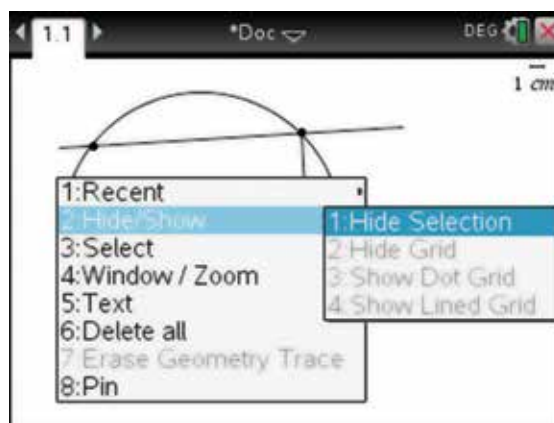 1.1 *Doc DEG
1 cm
1:Recent
2:Hide/Show
3:Select
4:Window / Zoom
5:Text
6:Delete all
7 Erase Geometry Trace
8:Pin
1:Hide Selection
2 Hide Grid
3 Show Dot Grid
4 Show Lined Grid